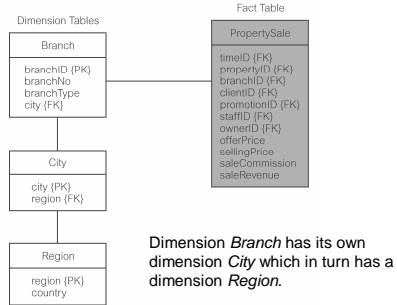 Dimension Tables
Branch
branchID {PK}
branchNo
branchType
city {FK}
City
city {PK}
region {FK}
Region
region {PK}
country
Fact Table
PropertySale
timeID {FK}
propertyID {FK}
branchID {FK}
clientID {FK}
promotionID {FK}
staffID {FK}
ownerID {FK}
offerPrice
sellingPrice
saleCommission
saleRevenue
Dimension Branch has its own
dimension City which in turn has a
dimension Region.